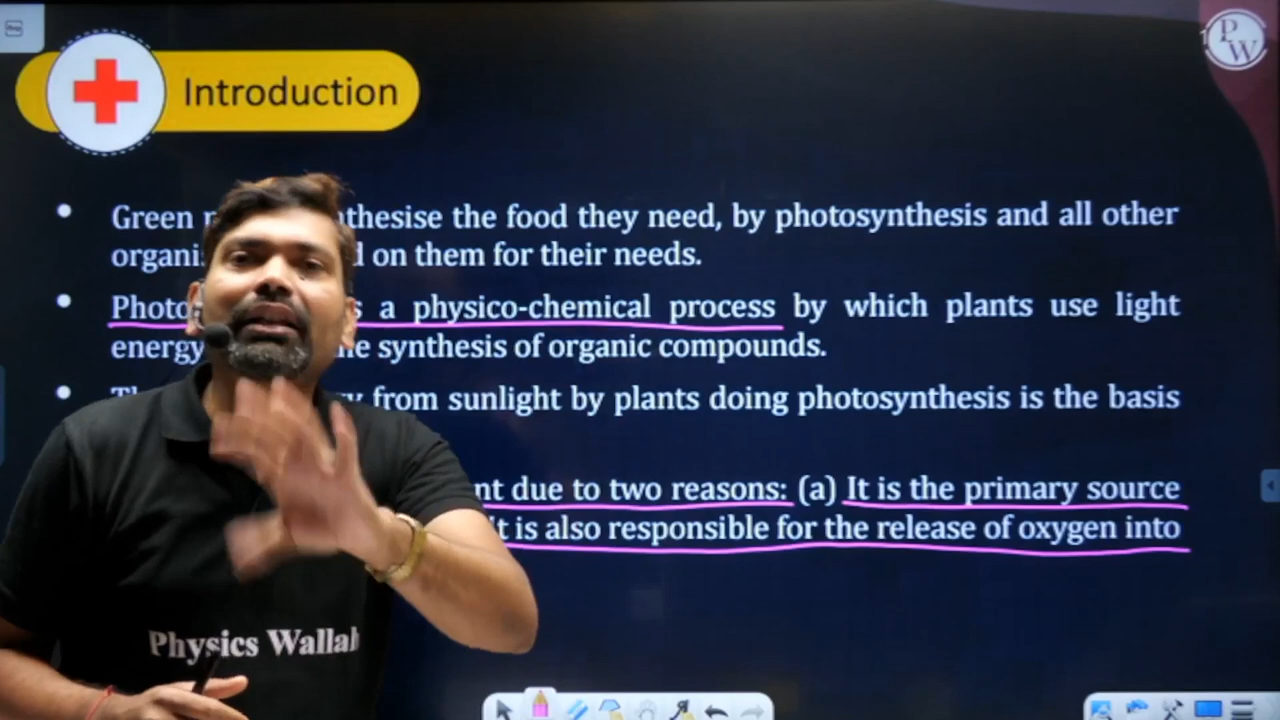 Introduction
P
W
Green thesise the food they need, by photosynthesis and all other
organi d on them for their needs.
Photo s a physico-chemical process by which plants use light
energy he synthesis of organic compounds.
Th y from sunlight by plants doing photosynthesis is the basis
nt due to two reasons: (a) It is the primary source
it is also responsible for the release of oxygen into
Physics Wallah